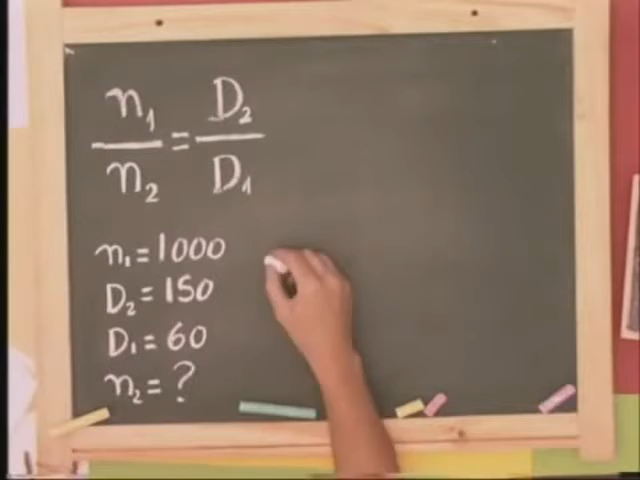 n₁/n₂ = D₂/D₁
n₁ = 1000
D₂ = 150
D₁ = 60
n₂ = ?